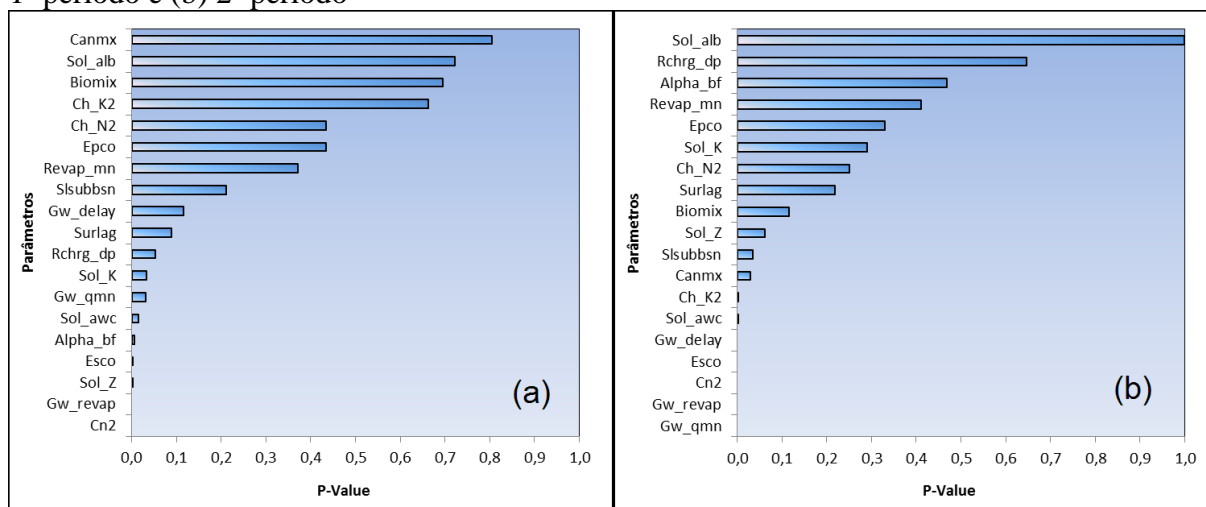 1º período e (b) 2º período
Canmx
Sol_alb
Biomix
Ch_K2
Ch_N2
Epco
Revap_mn
Slsubbsn
Gw_delay
Surlag
Rchrg_dp
Sol_K
Gw_qmn
Sol_awc
Alpha_bf
Esco
Sol_Z
Gw_revap
Cn2
Parâmetros
(a)
0,0 0,1 0,2 0,3 0,4 0,5 0,6 0,7 0,8 0,9 1,0
P-Value
Sol_alb
Rchrg_dp
Alpha_bf
Revap_mn
Epco
Sol_K
Ch_N2
Surlag
Biomix
Sol_Z
Slsubbsn
Canmx
Ch_K2
Sol_awc
Gw_delay
Esco
Cn2
Gw_revap
Gw_qmn
Parâmetros
(b)
0,0 0,1 0,2 0,3 0,4 0,5 0,6 0,7 0,8 0,9 1,0
P-Value